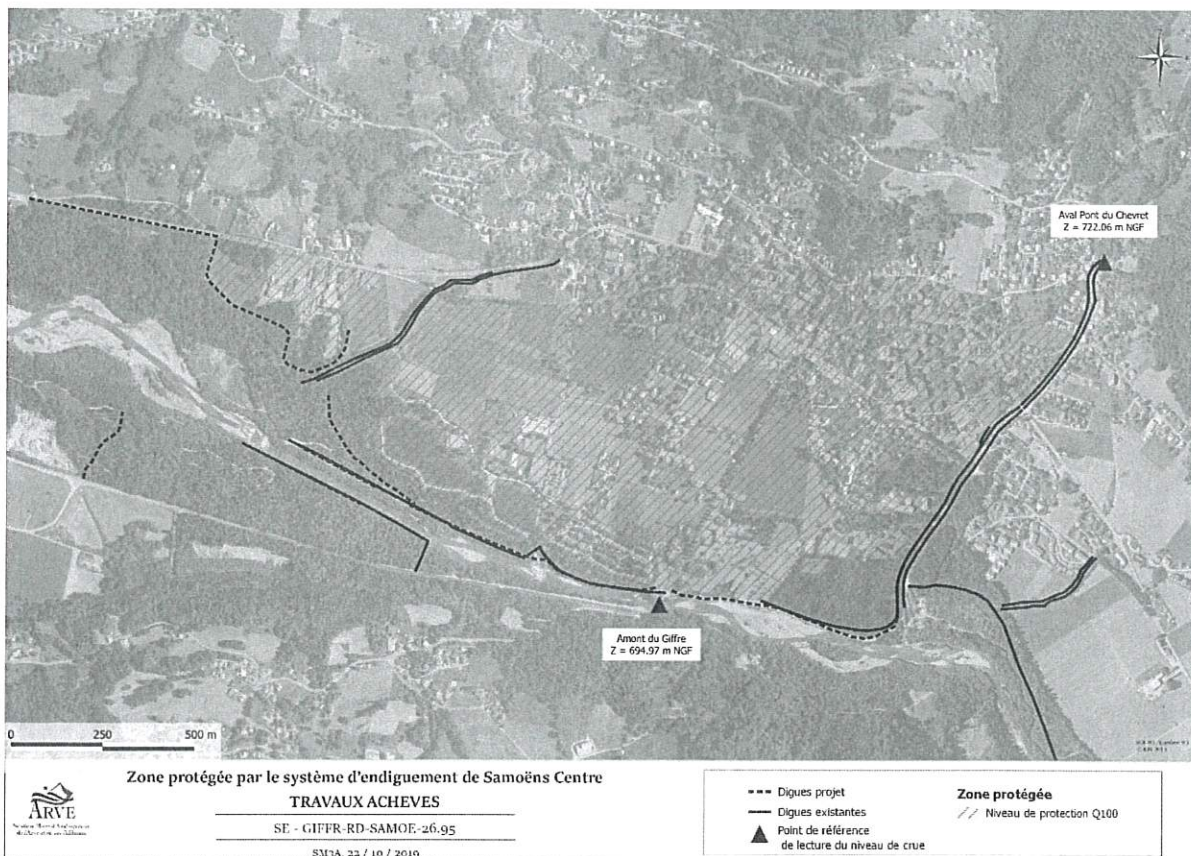 Aval Pont du Chevret
Z = 722.06 m NGF
Amont du Giffre
Z = 694.97 m NGF
0 250 500 m
ARVE
Zone protégée par le système d'endiguement de Samoëns Centre
TRAVAUX ACHEVES
SE - GIFFR-RD-SAMOE-26.95
SM3A, 22 / 10 / 2019
Digues projet
Digues existantes
Point de référence
de lecture du niveau de crue
Zone protégée
Niveau de protection Q100